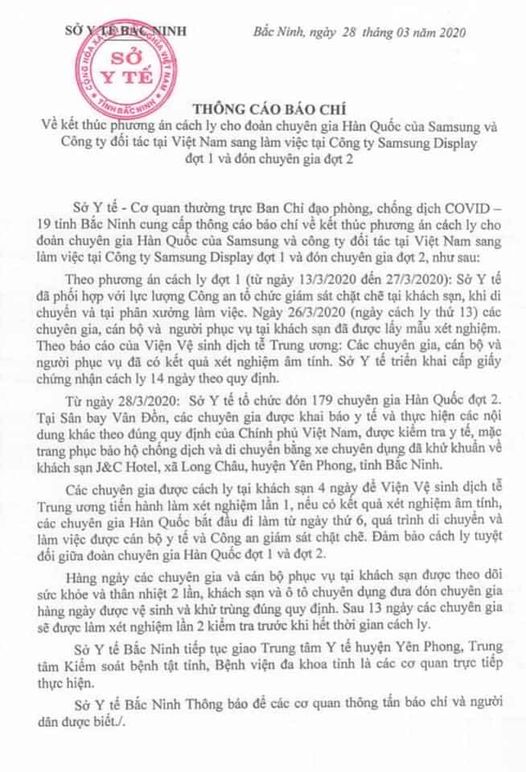 SỞ Y TẾ BẮC NINH
Bắc Ninh, ngày 28 tháng 03 năm 2020
CỘNG HÒA XÃ HỘI CHỦ NGHĨA VIỆT NAM
SỞ
Y TẾ
TỈNH BẮC NINH
THÔNG CÁO BÁO CHÍ
Về kết thúc phương án cách ly cho đoàn chuyên gia Hàn Quốc của Samsung và
Công ty đối tác tại Việt Nam sang làm việc tại Công ty Samsung Display
đợt 1 và đón chuyên gia đợt 2
Sở Y tế - Cơ quan thường trực Ban Chỉ đạo phòng, chống dịch COVID –
19 tỉnh Bắc Ninh cung cấp thông cáo báo chí về kết thúc phương án cách ly cho
đoàn chuyên gia Hàn Quốc của Samsung và công ty đối tác tại Việt Nam sang
làm việc tại Công ty Samsung Display đợt 1 và đón chuyên gia đợt 2, như sau:
Theo phương án cách ly đợt 1 (từ ngày 13/3/2020 đến 27/3/2020): Sở Y tế
đã phối hợp với lực lượng Công an tổ chức giám sát chặt chẽ tại khách sạn, khi di
chuyển và tại phân xưởng làm việc. Ngày 26/3/2020 (ngày cách ly thứ 13) các
chuyên gia, cán bộ và người phục vụ tại khách sạn đã được lấy mẫu xét nghiệm.
Theo báo cáo của Viện Vệ sinh dịch tễ Trung ương: Các chuyên gia, cán bộ và
người phục vụ đã có kết quả xét nghiệm âm tính. Sở Y tế triển khai cấp giấy
chứng nhận cách ly 14 ngày theo quy định.
Từ ngày 28/3/2020: Sở Y tế tổ chức đón 179 chuyên gia Hàn Quốc đợt 2.
Tại Sân bay Vân Đồn, các chuyên gia được khai báo y tế và thực hiện các nội
dung khác theo đúng quy định của Chính phủ Việt Nam, được kiểm tra y tế, mặc
trang phục bảo hộ chống dịch và di chuyển bằng xe chuyên dụng đã khử khuẩn về
khách sạn J&C Hotel, xã Long Châu, huyện Yên Phong, tỉnh Bắc Ninh.
Các chuyên gia được cách ly tại khách sạn 4 ngày để Viện Vệ sinh dịch tễ
Trung ương tiến hành làm xét nghiệm lần 1, nếu có kết quả xét nghiệm âm tính,
các chuyên gia Hàn Quốc bắt đầu đi làm từ ngày thứ 6, quá trình di chuyển và
làm việc được cán bộ y tế và Công an giám sát chặt chẽ. Đảm bảo cách ly tuyệt
đối giữa đoàn chuyên gia Hàn Quốc đợt 1 và đợt 2.
Hàng ngày các chuyên gia và cán bộ phục vụ tại khách sạn được theo dõi
sức khỏe và thân nhiệt 2 lần, khách sạn và ô tô chuyên dụng đưa đón chuyên gia
hàng ngày được vệ sinh và khử trùng đúng quy định. Sau 13 ngày các chuyên gia
sẽ được làm xét nghiệm lần 2 kiểm tra trước khi hết thời gian cách ly.
Sở Y tế Bắc Ninh tiếp tục giao Trung tâm Y tế huyện Yên Phong, Trung
tâm Kiểm soát bệnh tật tỉnh, Bệnh viện đa khoa tỉnh là các cơ quan trực tiếp
thực hiện.
Sở Y tế Bắc Ninh Thông báo để các cơ quan thông tấn báo chí và người
dân được biết./.